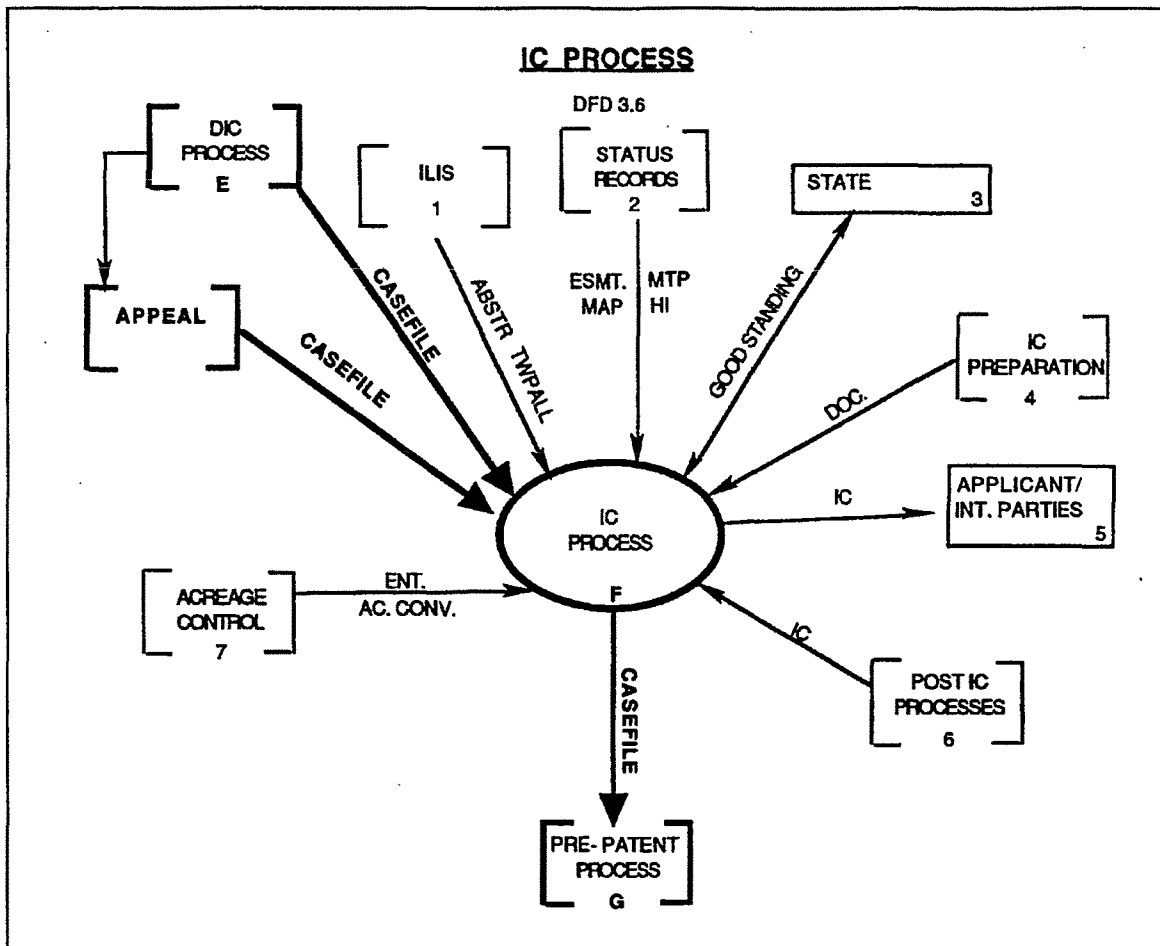 IC PROCESS
DFD 3.6
DIC
PROCESS
E
ILIS
1
STATUS
RECORDS
2
STATE
3
APPEAL
CASEFILE
CASEFILE
ABSTR TWPALL
ESMT. MTP
MAP HI
GOOD STANDING
IC
PREPARATION
4
DOC.
IC
PROCESS
F
IC
APPLICANT/
INT. PARTIES
5
ACREAGE
CONTROL
7
ENT.
AC. CONV.
IC
POST IC
PROCESSES
6
CASEFILE
PRE- PATENT
PROCESS
G